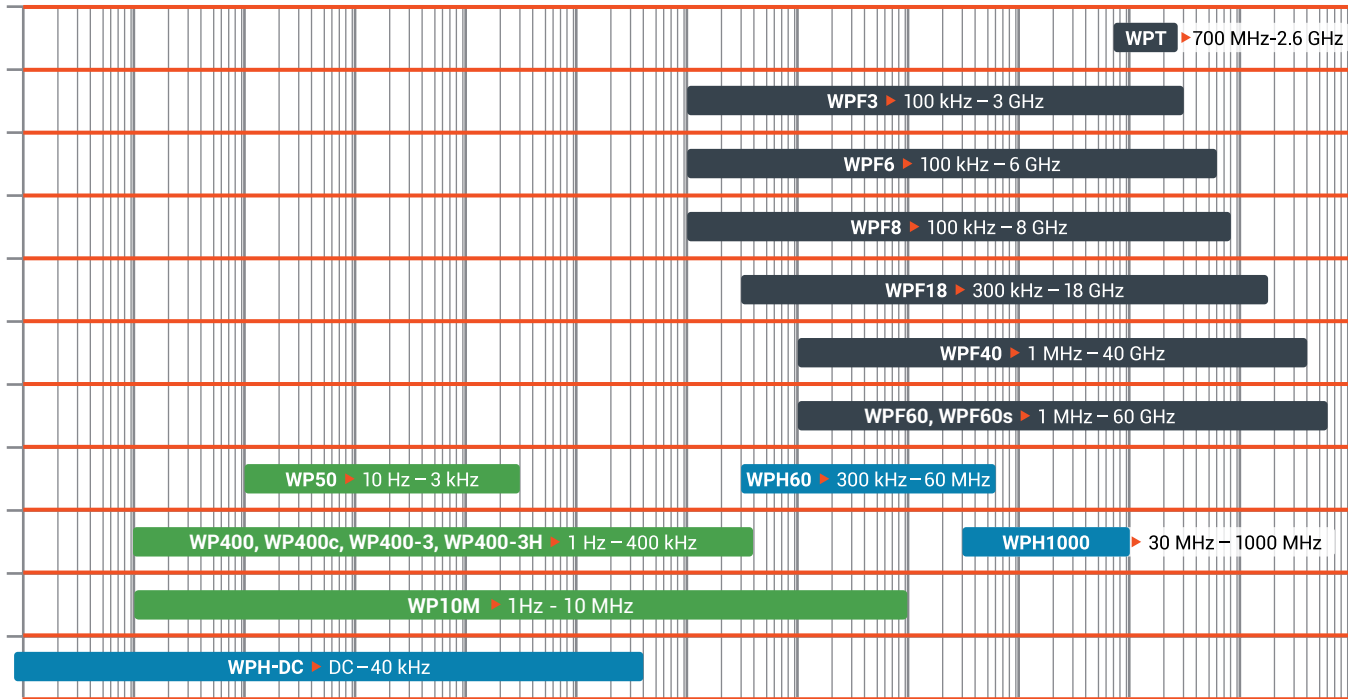 WPT ▶ 700 MHz-2.6 GHz
WPF3 ▶ 100 kHz – 3 GHz
WPF6 ▶ 100 kHz – 6 GHz
WPF8 ▶ 100 kHz – 8 GHz
WPF18 ▶ 300 kHz – 18 GHz
WPF40 ▶ 1 MHz – 40 GHz
WPF60, WPF60s ▶ 1 MHz – 60 GHz
WP50 ▶ 10 Hz – 3 kHz
WPH60 ▶ 300 kHz – 60 MHz
WP400, WP400c, WP400-3, WP400-3H ▶ 1 Hz – 400 kHz
WPH1000 ▶ 30 MHz – 1000 MHz
WP10M ▶ 1Hz - 10 MHz
WPH-DC ▶ DC – 40 kHz